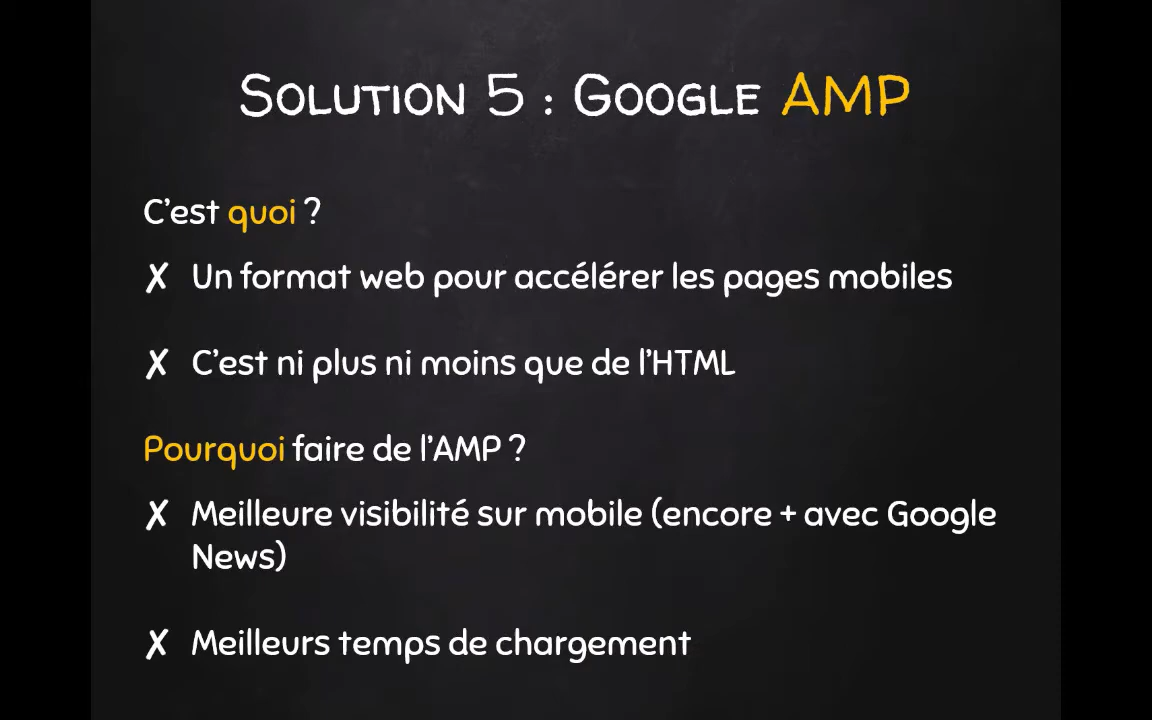 Solution 5 : Google AMP
C'est quoi ?
✗ Un format web pour accélérer les pages mobiles
✗ C'est ni plus ni moins que de l'HTML
Pourquoi faire de l'AMP ?
✗ Meilleure visibilité sur mobile (encore + avec Google
News)
✗ Meilleurs temps de chargement